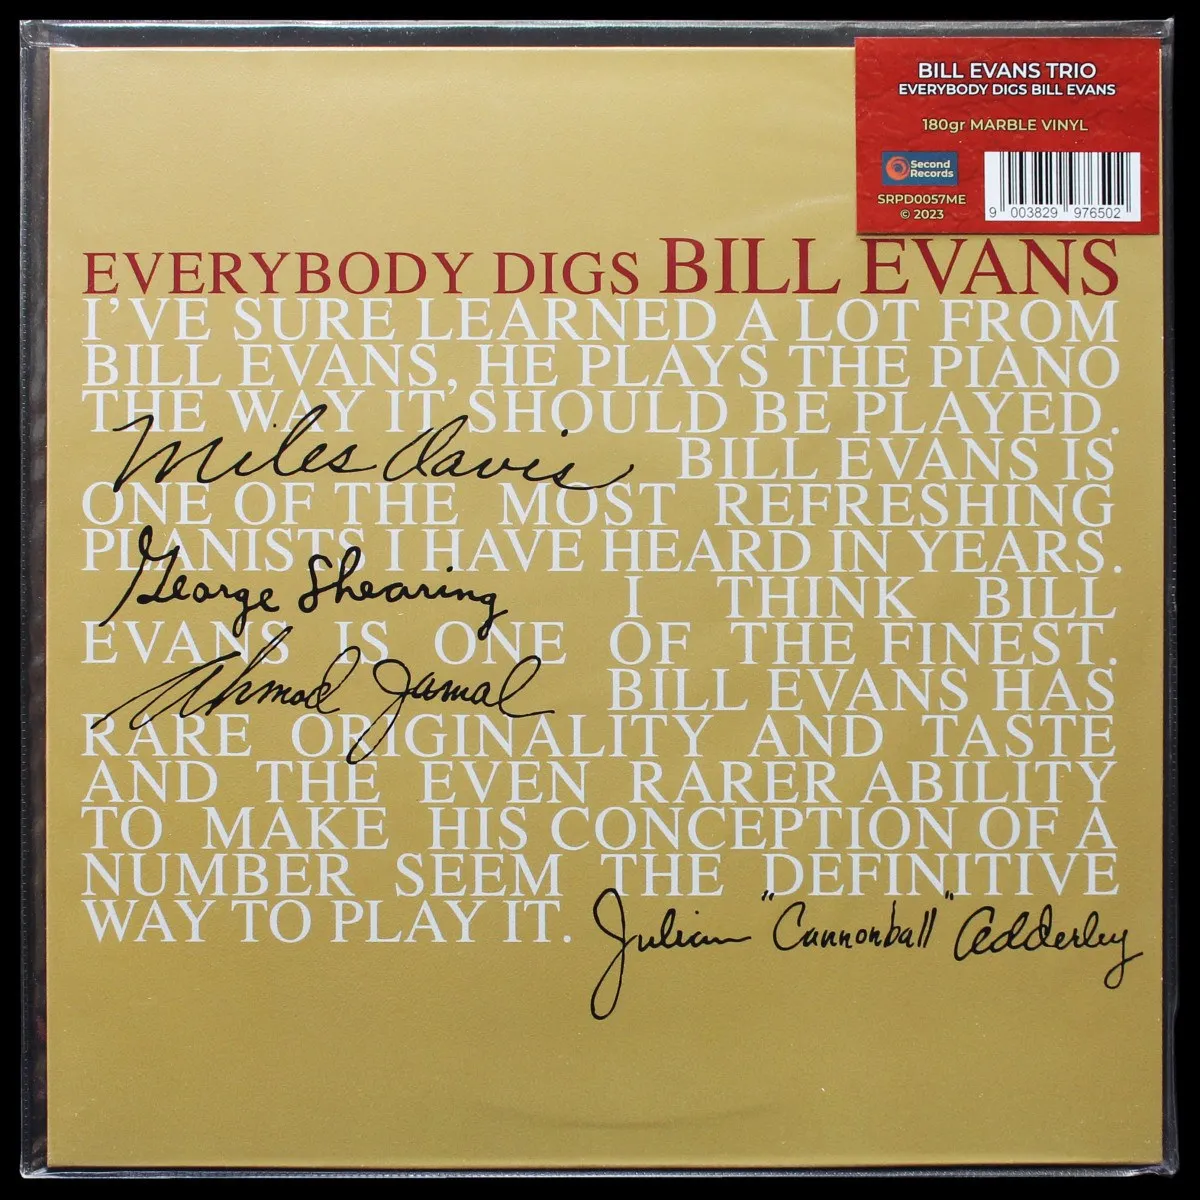 BILL EVANS TRIO
EVERYBODY DIGS BILL EVANS
180gr MARBLE VINYL
Second
Records
SRPD0057ME
© 2023
9 003829 976502
EVERYBODY DIGS BILL EVANS
I'VE SURE LEARNED A LOT FROM
BILL EVANS, HE PLAYS THE PIANO
THE WAY IT SHOULD BE PLAYED.
Miles Davis BILL EVANS IS
ONE OF THE MOST REFRESHING
PIANISTS I HAVE HEARD IN YEARS.
George Shearing I THINK BILL
EVANS IS ONE OF THE FINEST.
Ahmad Jamal BILL EVANS HAS
RARE ORIGINALITY AND TASTE
AND THE EVEN RARER ABILITY
TO MAKE HIS CONCEPTION OF A
NUMBER SEEM THE DEFINITIVE
WAY TO PLAY IT. Julian "Cannonball" Adderley